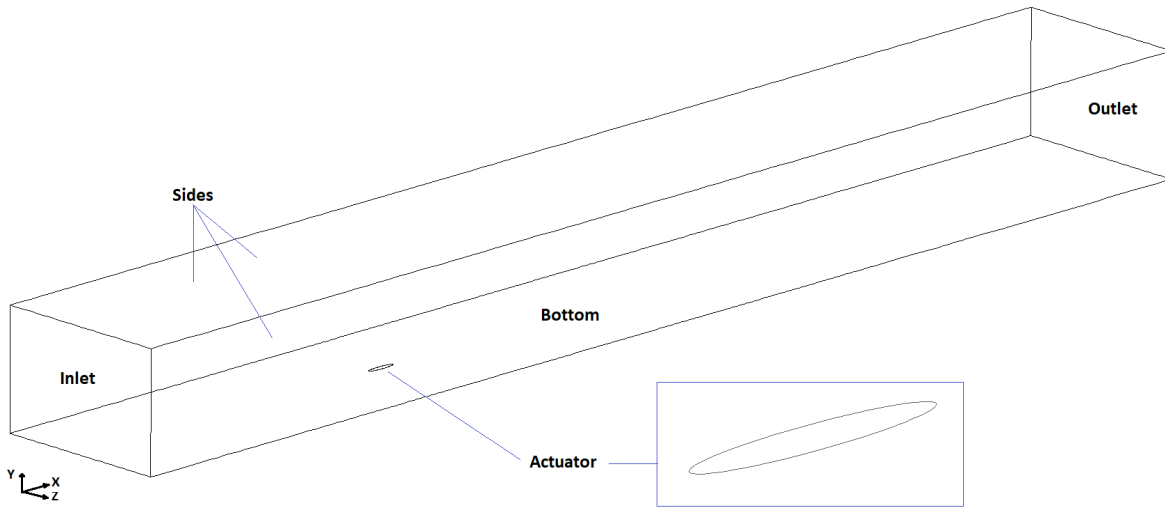 Outlet
Sides
Bottom
Inlet
Actuator
Y
X
Z